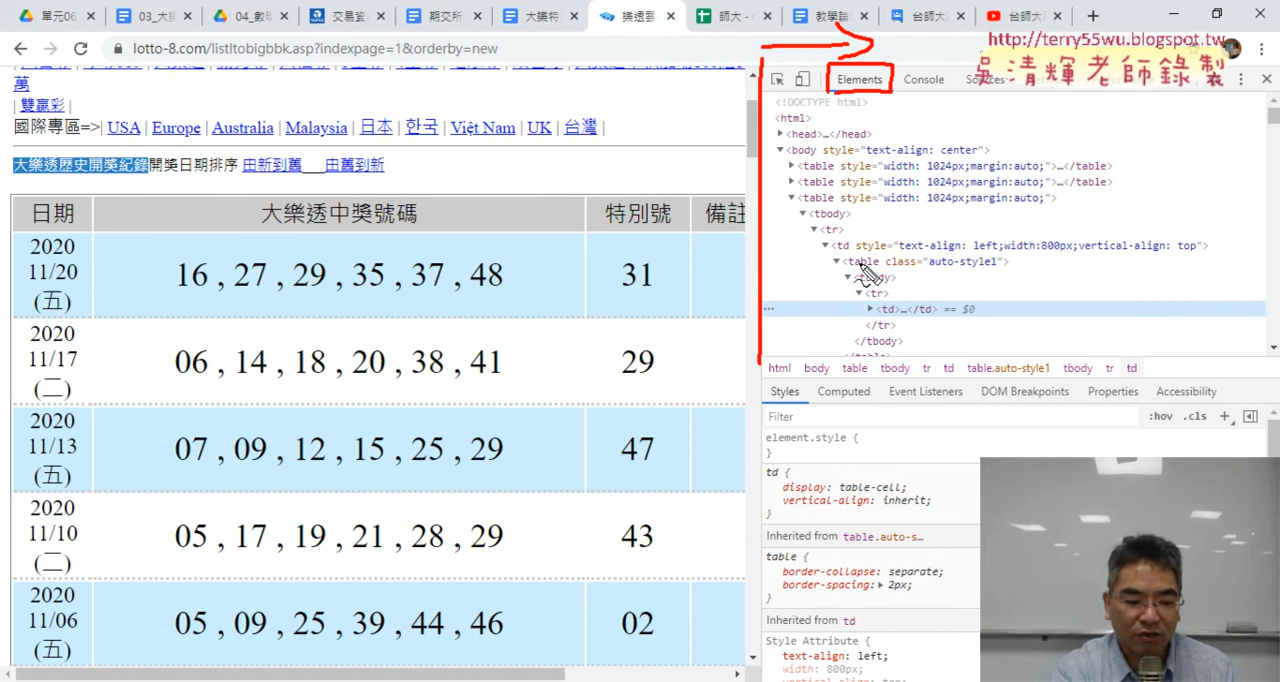 單元06
03_大
04_數
交易
期交所
大樂
樂透雲
師大 -
教學
台師大
台師大
lotto-8.com/listltobigbbk.asp?indexpage=1&orderby=new
http://terry55wu.blogspot.tw
吳清輝老師錄製
萬
| 雙贏彩 |
國際專區=>| USA | Europe | Australia | Malaysia | 日本 | 한국 | Việt Nam | UK | 台灣 |
大樂透歷史開獎紀錄開獎日期排序 由新到舊___由舊到新
日期 大樂透中獎號碼 特別號 備註
2020
11/20
(五)
16 , 27 , 29 , 35 , 37 , 48
31
2020
11/17
(二)
06 , 14 , 18 , 20 , 38 , 41
29
2020
11/13
(五)
07 , 09 , 12 , 15 , 25 , 29
47
2020
11/10
(二)
05 , 17 , 19 , 21 , 28 , 29
43
2020
11/06
(五)
05 , 09 , 25 , 39 , 44 , 46
02
Elements Console Sources
<!DOCTYPE html>
<html>
<head>…</head>
<body style="text-align: center">
<table style="width: 1024px;margin:auto;">…</table>
<table style="width: 1024px;margin:auto;">…</table>
<table style="width: 1024px;margin:auto;">
<tbody>
<tr>
<td style="text-align: left;width:800px;vertical-align: top">
<table class="auto-style1">
<tbody>
<tr>
<td>…</td> == $0
</tr>
</tbody>
html body table tbody tr td table.auto-style1 tbody tr td
Styles Computed Event Listeners DOM Breakpoints Properties Accessibility
Filter :hov .cls +
element.style {
}
td {
display: table-cell;
vertical-align: inherit;
}
Inherited from table.auto-s…
table {
border-collapse: separate;
border-spacing: 2px;
}
Inherited from td
Style Attribute {
text-align: left;
width: 800px;